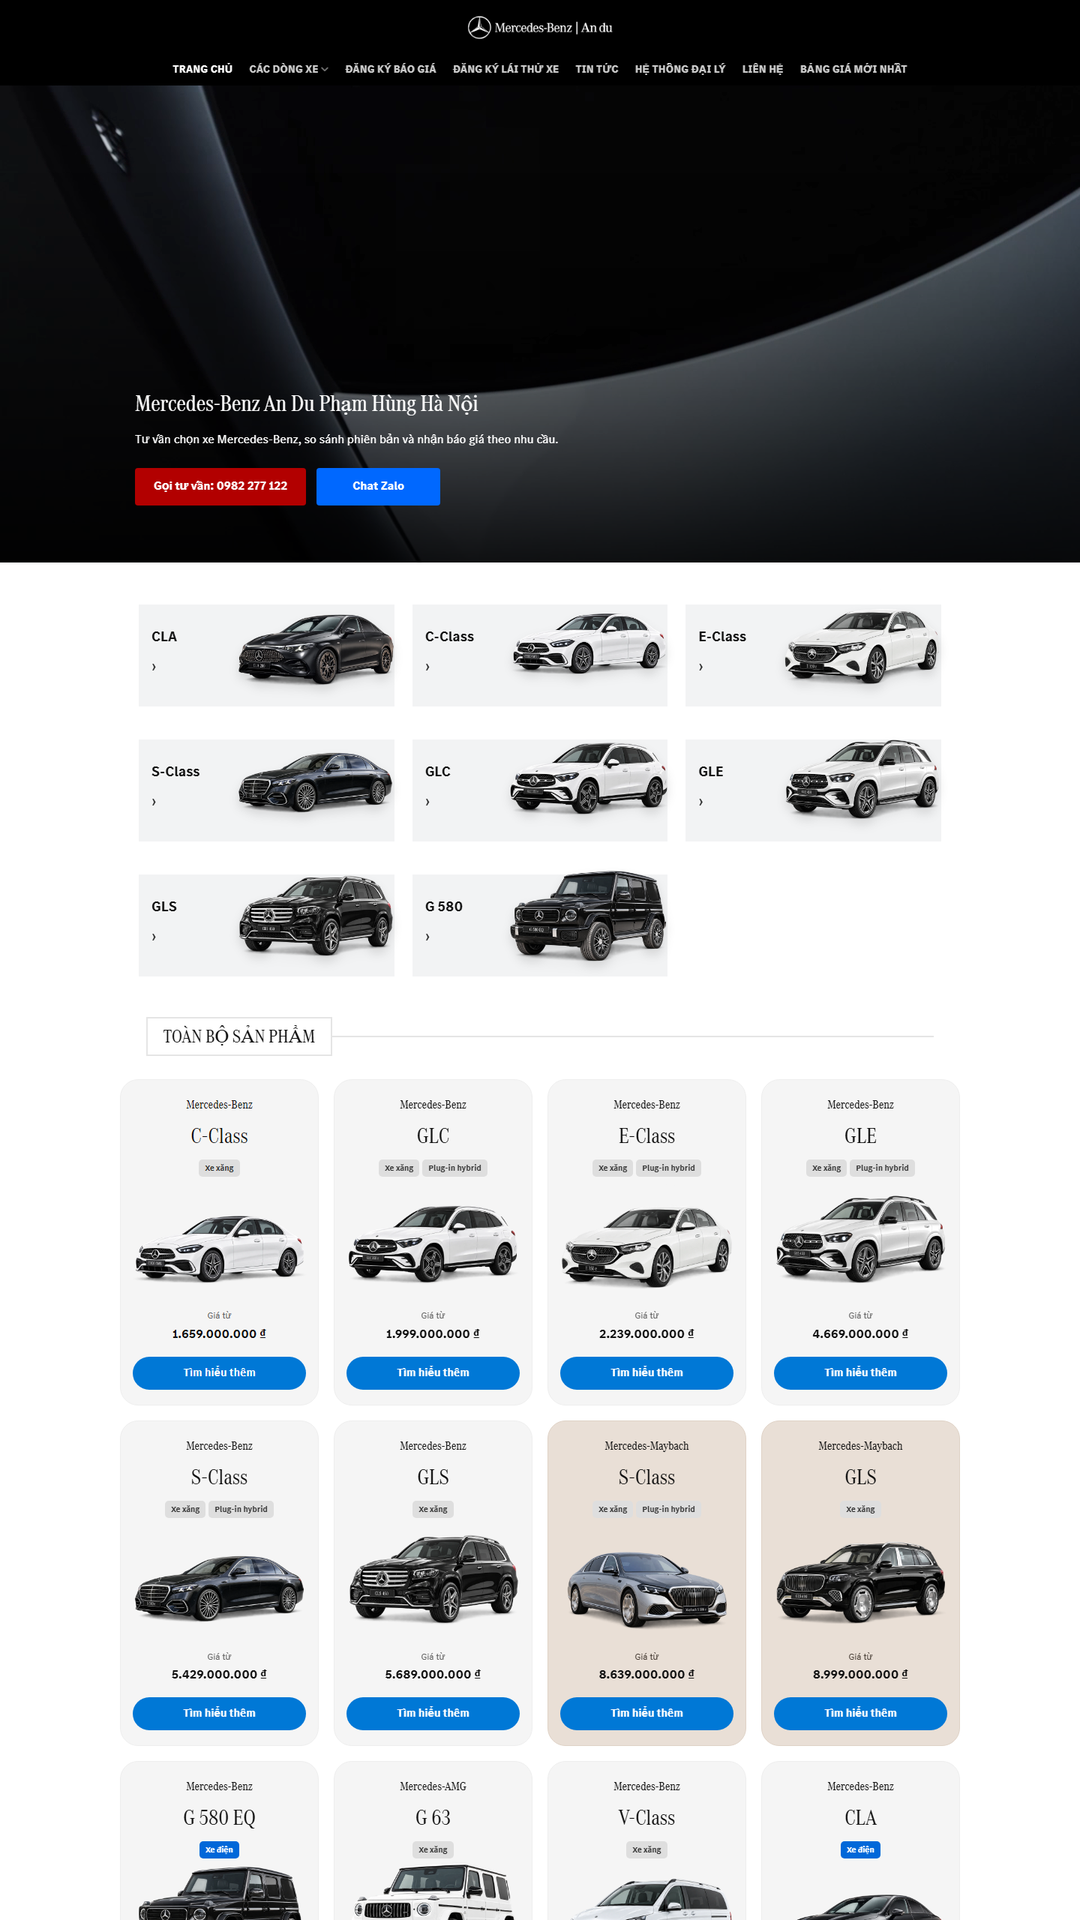 Mercedes-Benz | An du
TRANG CHỦ CÁC DÒNG XE ĐĂNG KÝ BÁO GIÁ ĐĂNG KÝ LÁI THỬ XE TIN TỨC HỆ THỐNG ĐẠI LÝ LIÊN HỆ BẢNG GIÁ MỚI NHẤT
Mercedes-Benz An Du Phạm Hùng Hà Nội
Tư vấn chọn xe Mercedes-Benz, so sánh phiên bản và nhận báo giá theo nhu cầu.
Gọi tư vấn: 0982 277 122 Chat Zalo
CLA C-Class E-Class
› › ›
S-Class GLC GLE
› › ›
GLS G 580
› ›
TOÀN BỘ SẢN PHẨM
Mercedes-Benz Mercedes-Benz Mercedes-Benz Mercedes-Benz
C-Class GLC E-Class GLE
Xe xăng Xe xăng Plug-in hybrid Xe xăng Plug-in hybrid Xe xăng Plug-in hybrid
Giá từ Giá từ Giá từ Giá từ
1.659.000.000 ₫ 1.999.000.000 ₫ 2.239.000.000 ₫ 4.669.000.000 ₫
Tìm hiểu thêm Tìm hiểu thêm Tìm hiểu thêm Tìm hiểu thêm
Mercedes-Benz Mercedes-Benz Mercedes-Maybach Mercedes-Maybach
S-Class GLS S-Class GLS
Xe xăng Plug-in hybrid Xe xăng Xe xăng Plug-in hybrid Xe xăng
Giá từ Giá từ Giá từ Giá từ
5.429.000.000 ₫ 5.689.000.000 ₫ 8.639.000.000 ₫ 8.999.000.000 ₫
Tìm hiểu thêm Tìm hiểu thêm Tìm hiểu thêm Tìm hiểu thêm
Mercedes-Benz Mercedes-AMG Mercedes-Benz Mercedes-Benz
G 580 EQ G 63 V-Class CLA
Xe điện Xe xăng Xe xăng Xe điện